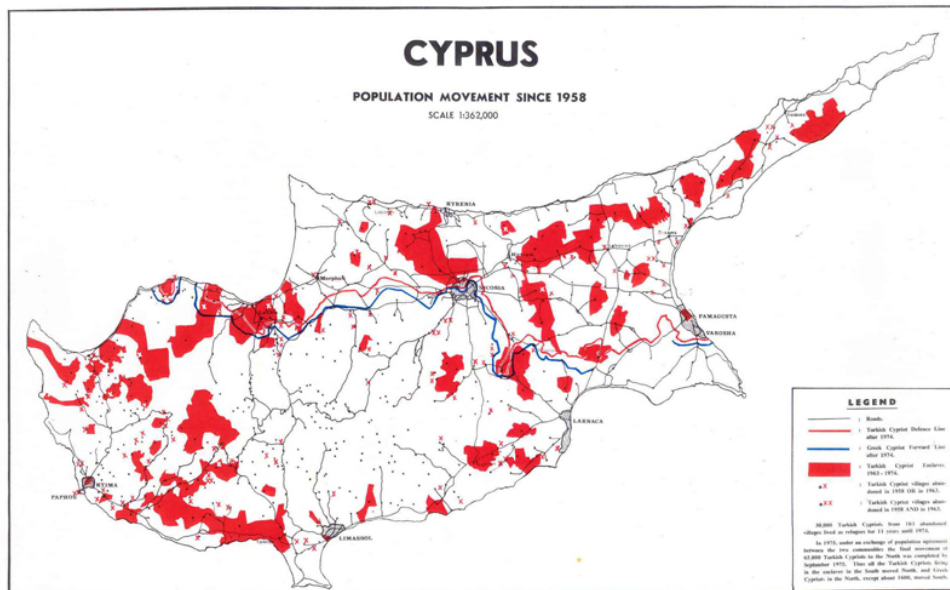 CYPRUS
POPULATION MOVEMENT SINCE 1958
SCALE 1:362,000
KYRENIA
Morphou
NICOSIA
FAMAGUSTA
VAROSHA
LARNACA
KTIMA
PAPHOS
LIMASSOL
LEGEND
: Roads.
: Turkish Cypriot Defence Line
after 1974.
: Greek Cypriot Forward Line
after 1974.
: Turkish Cypriot Enclaves
1963 - 1974.
X : Turkish Cypriot villages aban-
doned in 1958 OR in 1963.
XX : Turkish Cypriot villages aban-
doned in 1958 AND in 1963.
30,000 Turkish Cypriots from 103 abandoned
villages lived as refugees for 11 years until 1974.
In 1975, under an exchange of population agreement
between the two communities the final movement of
65,000 Turkish Cypriots to the North was completed by
September 1975. Thus all the Turkish Cypriots living
in the enclaves in the South moved North, and Greek
Cypriots in the North, except about 1600, moved South.